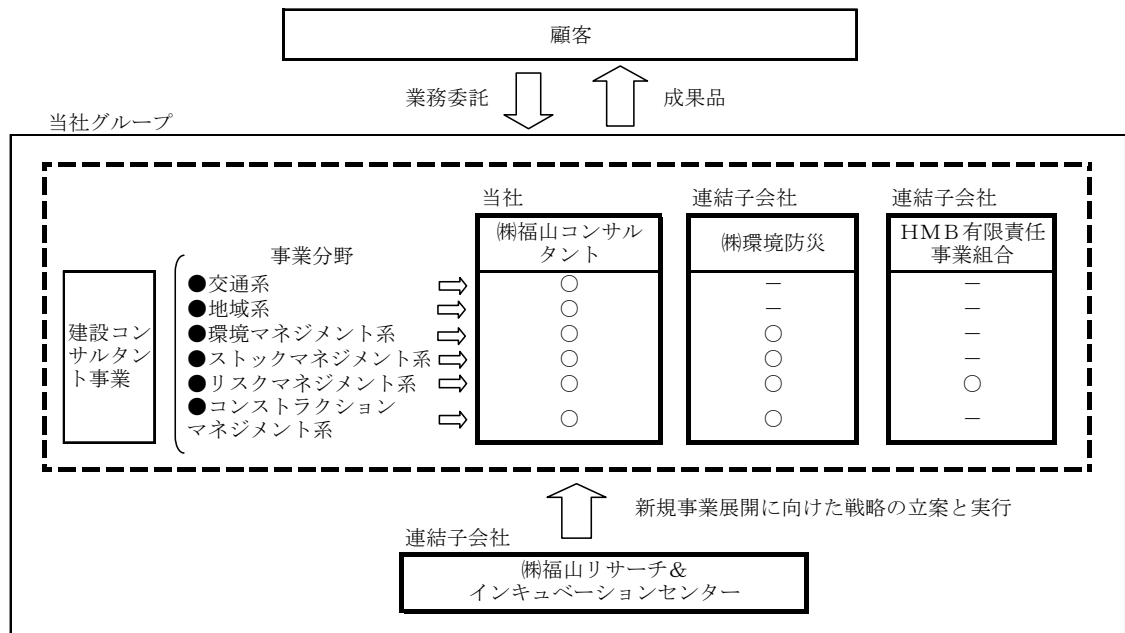 顧客
業務委託
成果品
当社グループ
当社
連結子会社
連結子会社
㈱福山コンサル
タント
㈱環境防災
ＨＭＢ有限責任
事業組合
事業分野
建設コン
サルタン
ト事業
●交通系 ○ － －
●地域系 ○ － －
●環境マネジメント系 ○ ○ －
●ストックマネジメント系 ○ ○ －
●リスクマネジメント系 ○ ○ ○
●コンストラクション
マネジメント系 ○ ○ －
新規事業展開に向けた戦略の立案と実行
連結子会社
㈱福山リサーチ＆
インキュベーションセンター